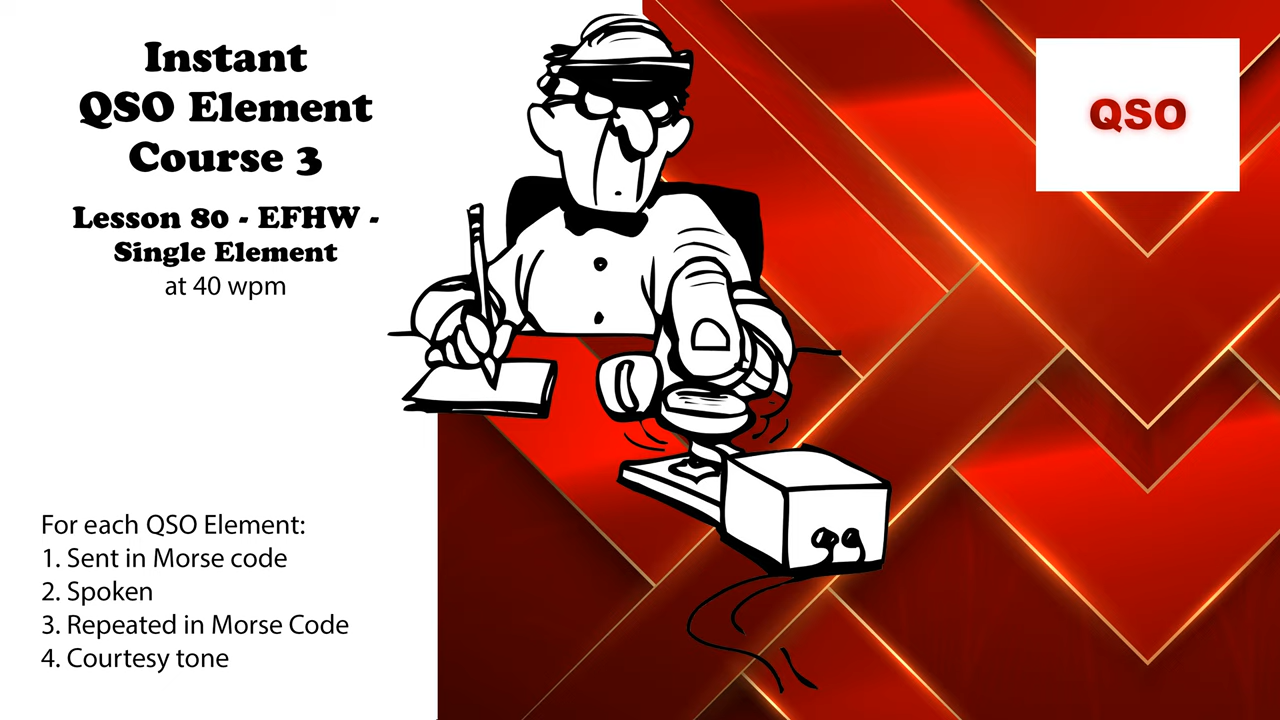 Instant
QSO Element
Course 3
Lesson 80 - EFHW -
Single Element
at 40 wpm
QSO
For each QSO Element:
1. Sent in Morse code
2. Spoken
3. Repeated in Morse Code
4. Courtesy tone